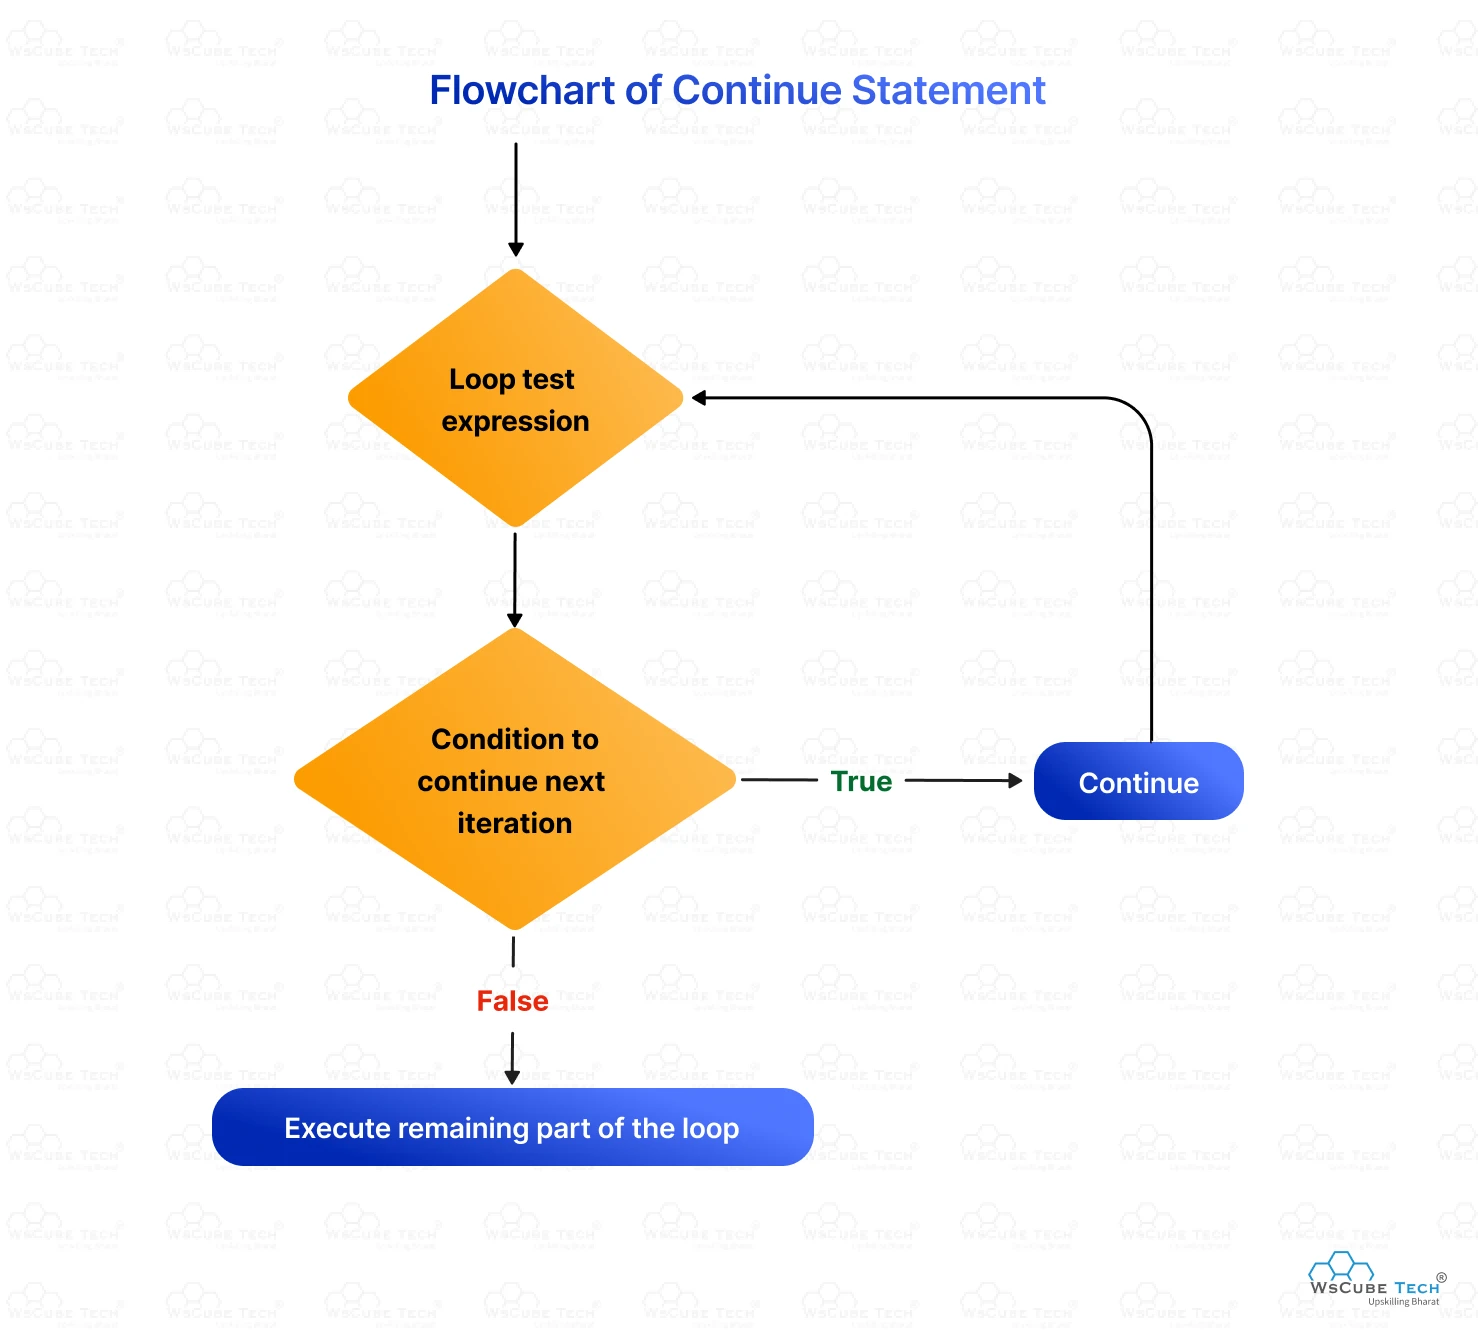 Flowchart of Continue Statement
Loop test
expression
Condition to
continue next
iteration
True
Continue
False
Execute remaining part of the loop
WsCube Tech®
Upskilling Bharat